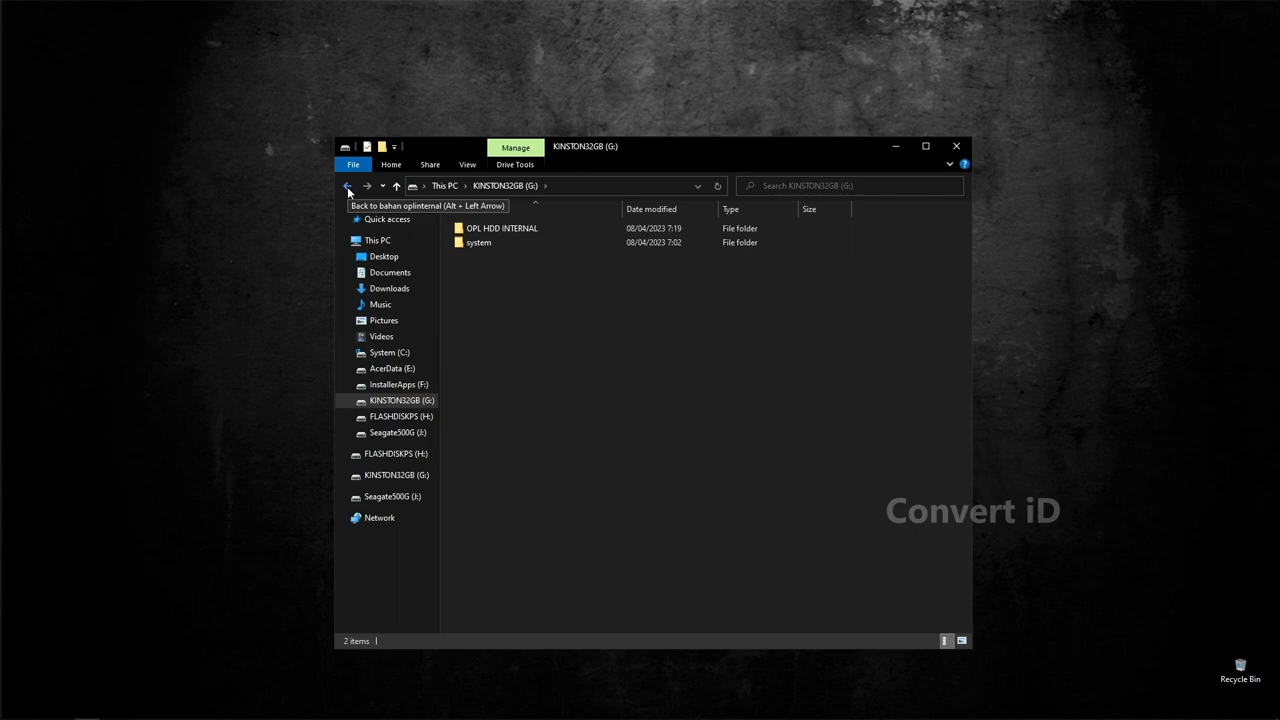 Manage
KINSTON32GB (G:)
File
Home
Share
View
Drive Tools
This PC
KINSTON32GB (G:)
Search KINSTON32GB (G:)
Back to bahan oplinternal (Alt + Left Arrow)
Date modified
Type
Size
Quick access
This PC
Desktop
Documents
Downloads
Music
Pictures
Videos
System (C:)
AcerData (E:)
InstallerApps (F:)
KINSTON32GB (G:)
FLASHDISKPS (H:)
Seagate500G (J:)
FLASHDISKPS (H:)
KINSTON32GB (G:)
Seagate500G (J:)
Network
OPL HDD INTERNAL 08/04/2023 7:19 File folder
system 08/04/2023 7:02 File folder
Convert iD
2 items
Recycle Bin